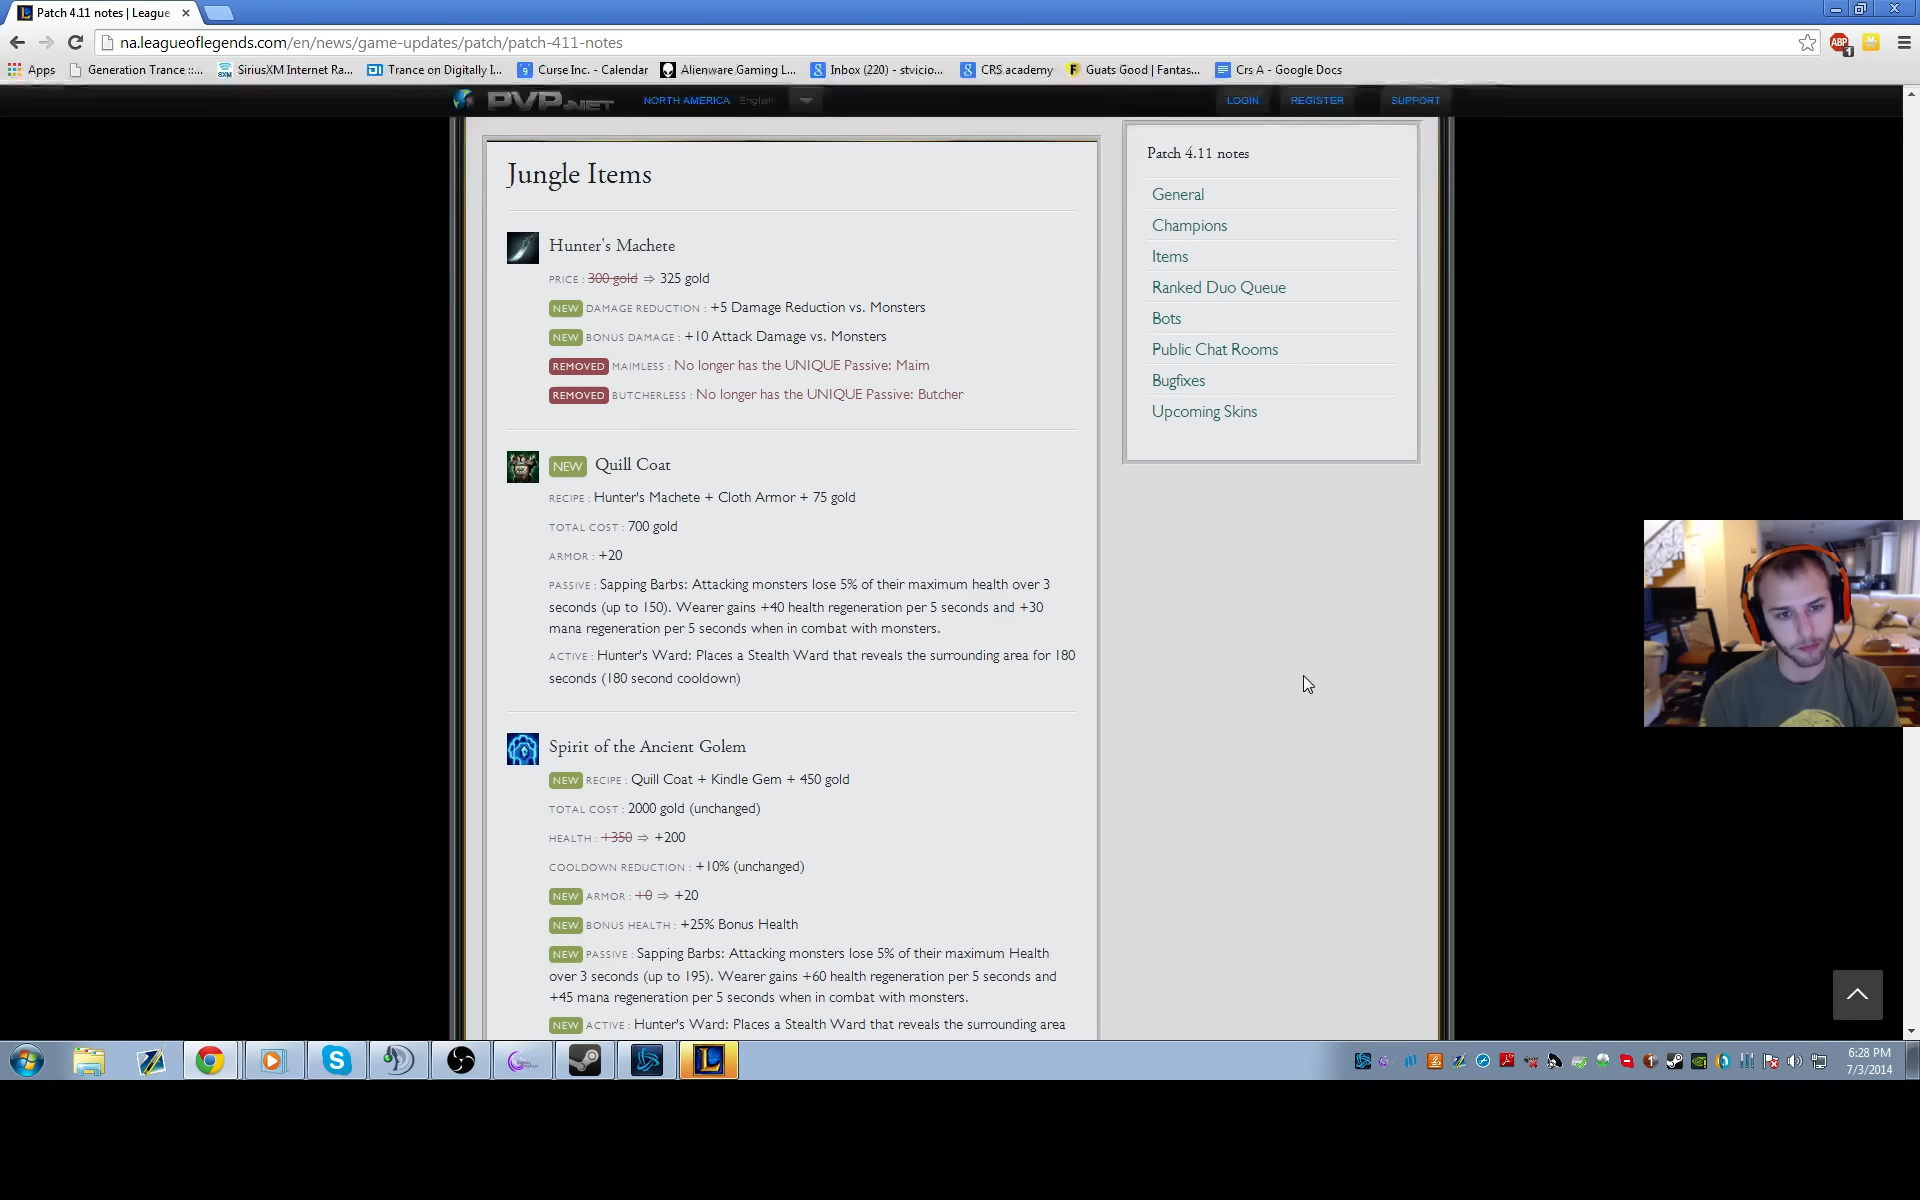 Patch 4.11 notes | League
na.leagueoflegends.com/en/news/game-updates/patch/patch-411-notes
ABP
1
Apps
Generation Trance ::...
SiriusXM Internet Ra...
Trance on Digitally I...
Curse Inc. - Calendar
Alienware Gaming L...
Inbox (220) - stvicio...
CRS academy
Guats Good | Fantas...
Crs A - Google Docs
PVP.NET
NORTH AMERICA
English
LOGIN
REGISTER
SUPPORT
Jungle Items
Hunter's Machete
PRICE : 300 gold ⇒ 325 gold
NEW DAMAGE REDUCTION : +5 Damage Reduction vs. Monsters
NEW BONUS DAMAGE : +10 Attack Damage vs. Monsters
REMOVED MAIMLESS : No longer has the UNIQUE Passive: Maim
REMOVED BUTCHERLESS : No longer has the UNIQUE Passive: Butcher
NEW Quill Coat
RECIPE : Hunter's Machete + Cloth Armor + 75 gold
TOTAL COST : 700 gold
ARMOR : +20
PASSIVE : Sapping Barbs: Attacking monsters lose 5% of their maximum health over 3
seconds (up to 150). Wearer gains +40 health regeneration per 5 seconds and +30
mana regeneration per 5 seconds when in combat with monsters.
ACTIVE : Hunter's Ward: Places a Stealth Ward that reveals the surrounding area for 180
seconds (180 second cooldown)
Spirit of the Ancient Golem
NEW RECIPE : Quill Coat + Kindle Gem + 450 gold
TOTAL COST : 2000 gold (unchanged)
HEALTH : +350 ⇒ +200
COOLDOWN REDUCTION : +10% (unchanged)
NEW ARMOR : +0 ⇒ +20
NEW BONUS HEALTH : +25% Bonus Health
NEW PASSIVE : Sapping Barbs: Attacking monsters lose 5% of their maximum Health
over 3 seconds (up to 195). Wearer gains +60 health regeneration per 5 seconds and
+45 mana regeneration per 5 seconds when in combat with monsters.
NEW ACTIVE : Hunter's Ward: Places a Stealth Ward that reveals the surrounding area
Patch 4.11 notes
General
Champions
Items
Ranked Duo Queue
Bots
Public Chat Rooms
Bugfixes
Upcoming Skins
6:28 PM
7/3/2014